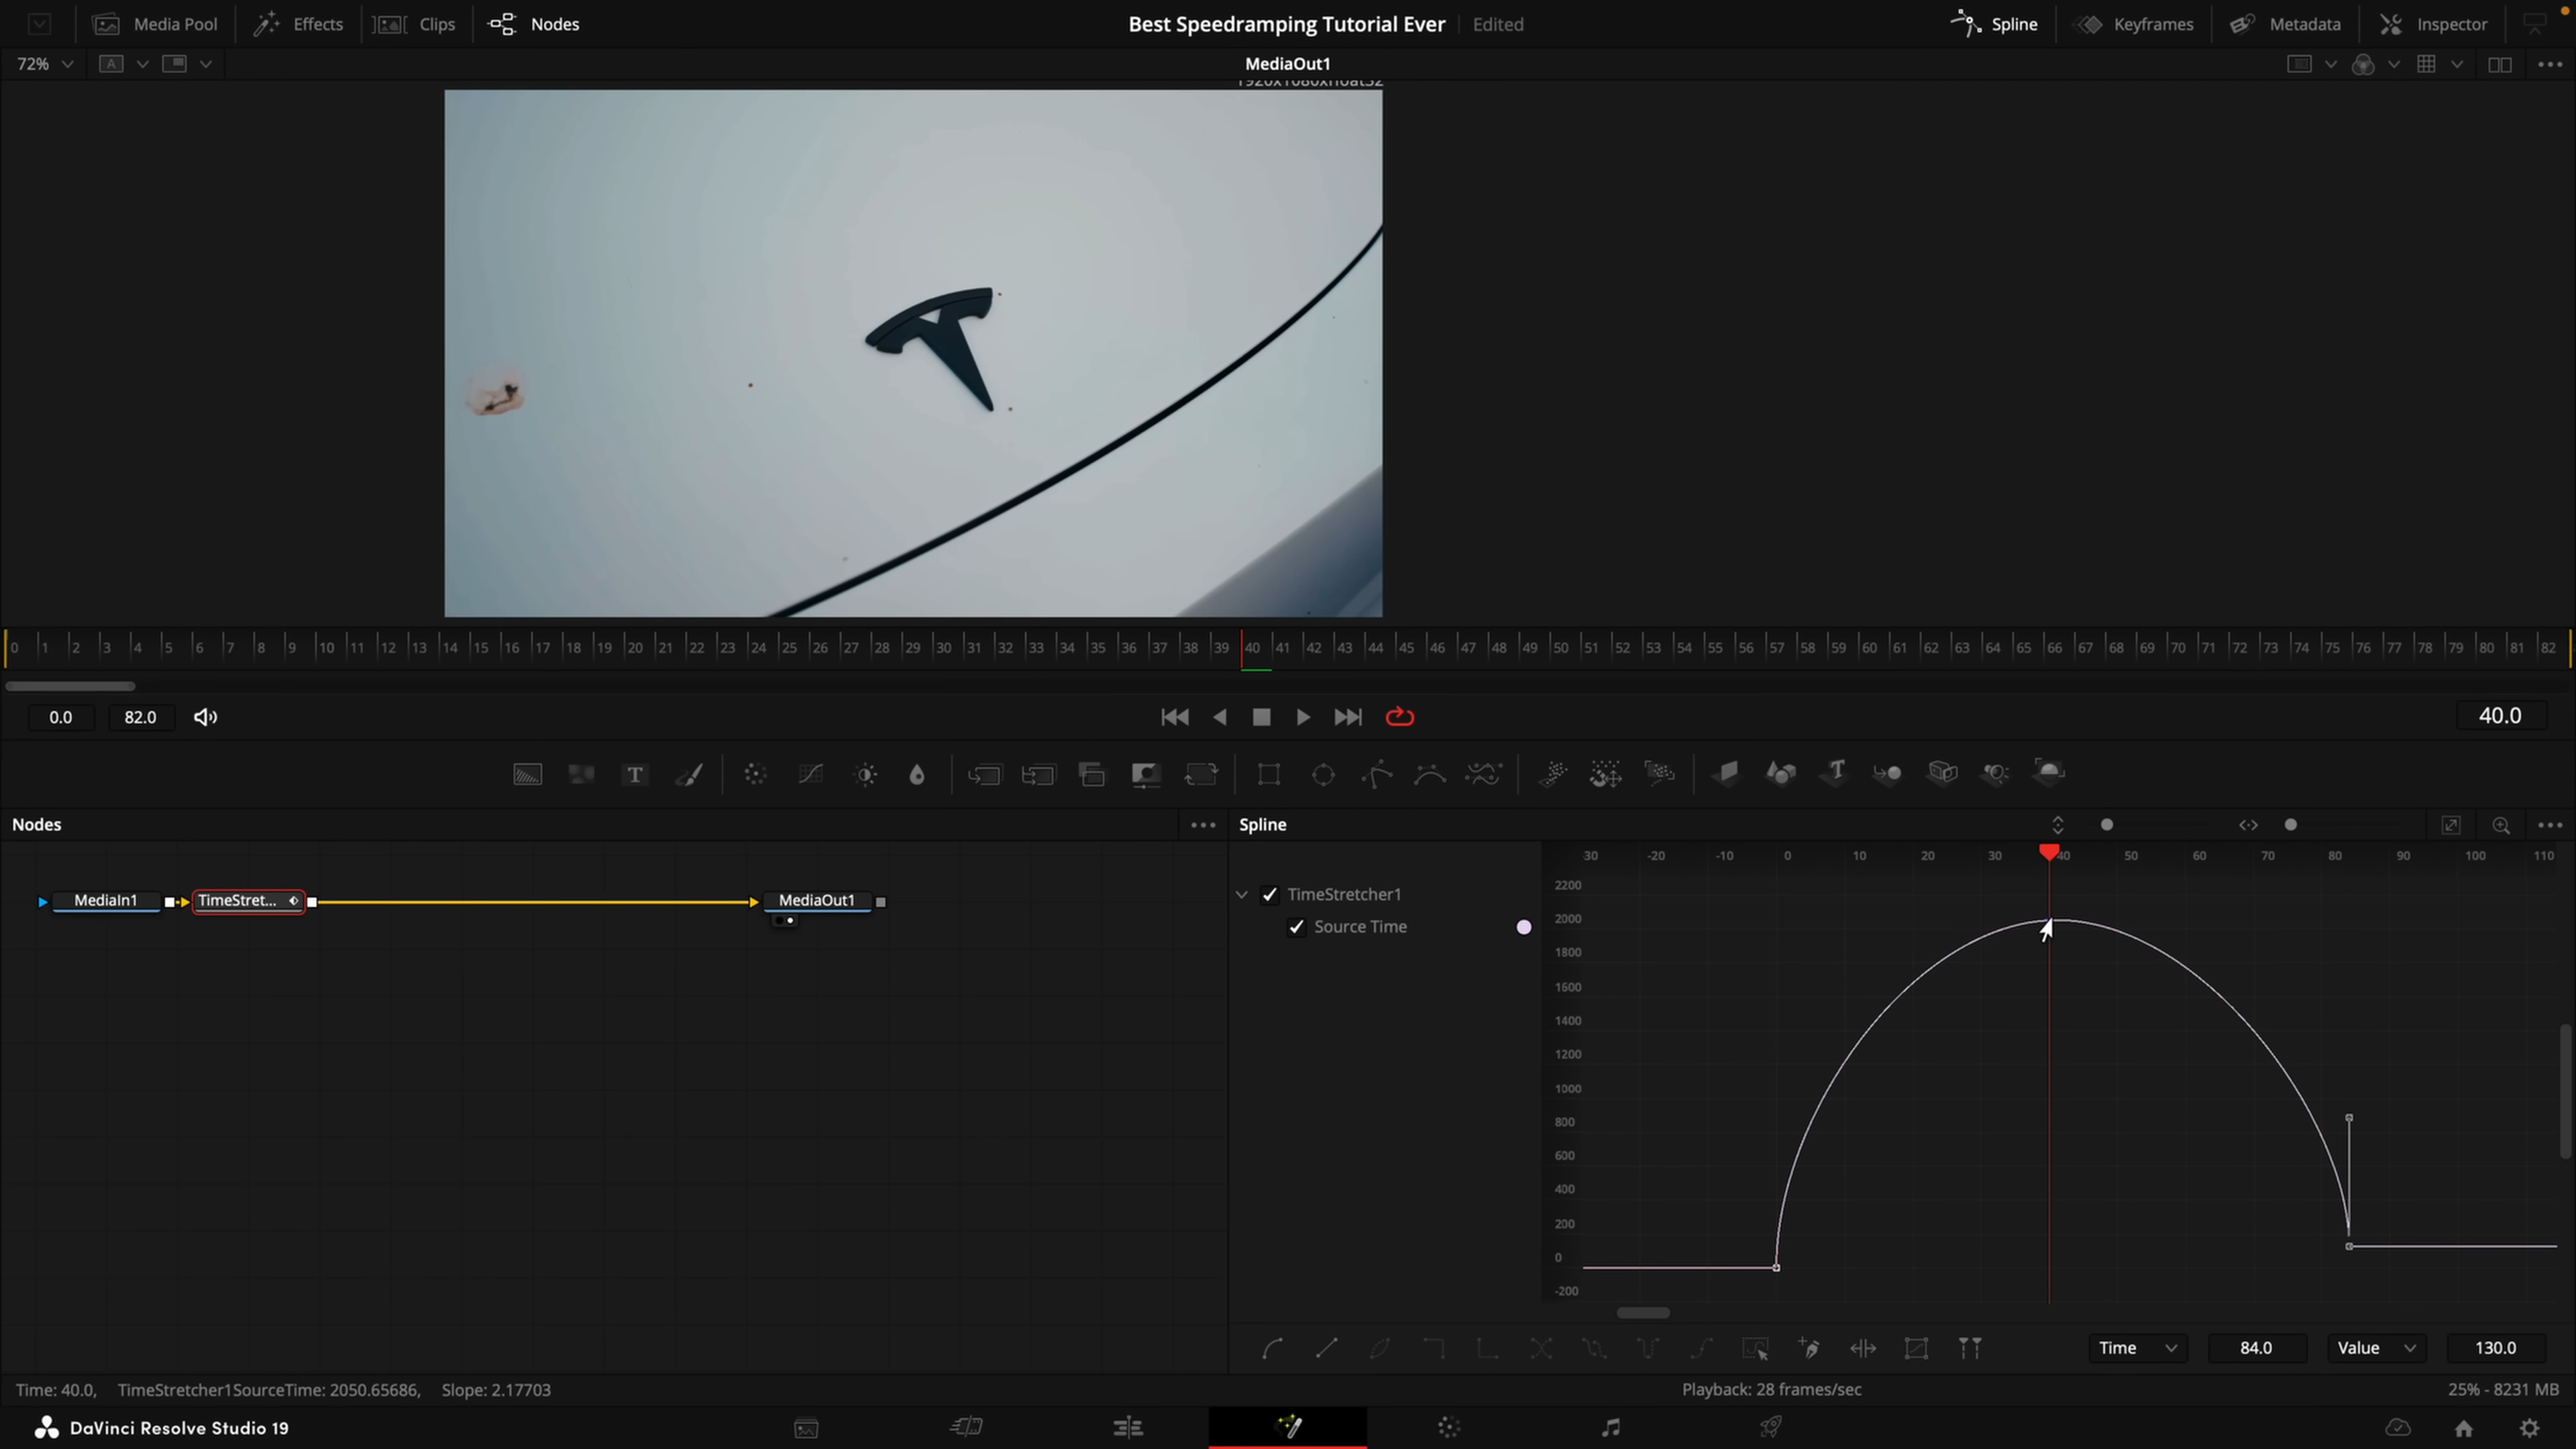 Media Pool Effects Clips Nodes Best Speedramping Tutorial Ever Edited Spline Keyframes Metadata Inspector
72% A MediaOut1
1920x1080xfloat32
0 1 2 3 4 5 6 7 8 9 10 11 12 13 14 15 16 17 18 19 20 21 22 23 24 25 26 27 28 29 30 31 32 33 34 35 36 37 38 39 40 41 42 43 44 45 46 47 48 49 50 51 52 53 54 55 56 57 58 59 60 61 62 63 64 65 66 67 68 69 70 71 72 73 74 75 76 77 78 79 80 81 82
0.0 82.0 40.0
T
Nodes
Spline
30 -20 -10 0 10 20 30 40 50 60 70 80 90 100 110
MediaIn1 TimeStret... MediaOut1
TimeStretcher1
Source Time
2200
2000
1800
1600
1400
1200
1000
800
600
400
200
0
-200
Time 84.0 Value 130.0
Time: 40.0, TimeStretcher1SourceTime: 2050.65686, Slope: 2.17703 Playback: 28 frames/sec 25% - 8231 MB
DaVinci Resolve Studio 19